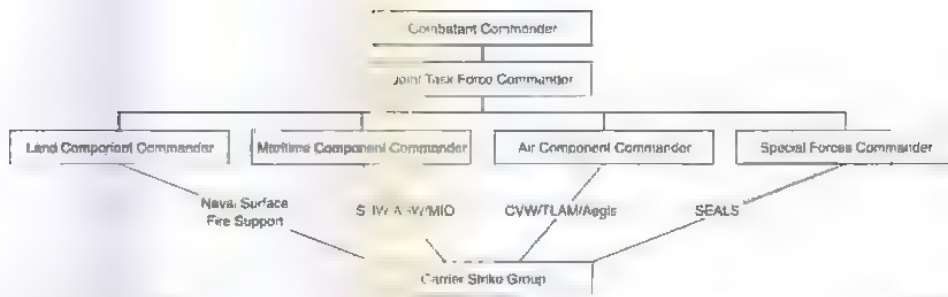 Combatant Commander
Joint Task Force Commander
Land Component Commander
Maritime Component Commander
Air Component Commander
Special Forces Commander
Naval Surface
Fire Support
CVW/TLAM/Aegis
SEALS
Carrier Strike Group